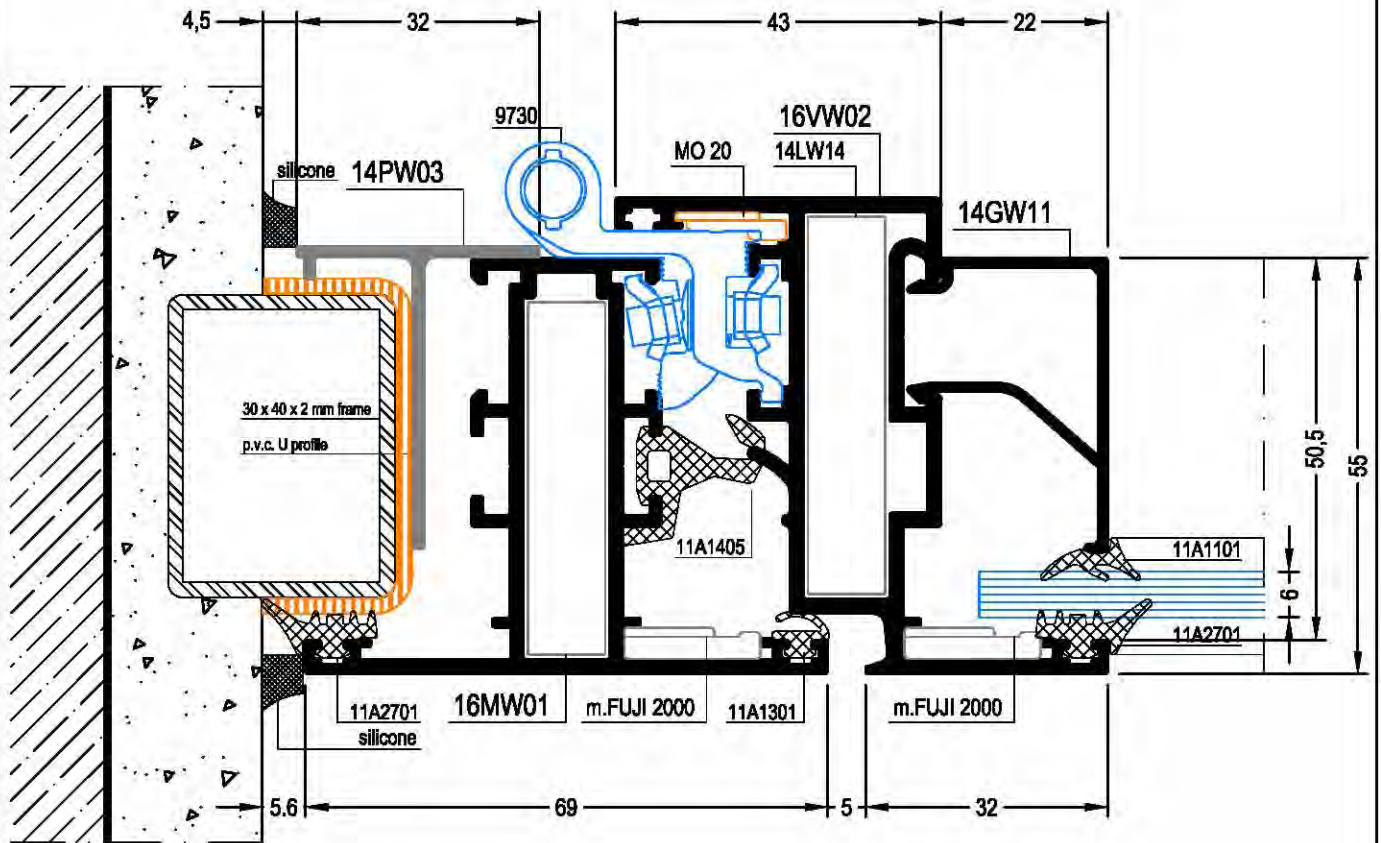 4,5
32
43
22
9730
16VW02
MO 20
14LW14
silicone
14PW03
14GW11
30 x 40 x 2 mm frame
p.v.c. U profile
50,5
55
11A1405
11A1101
6
11A2701
11A2701
16MW01
m.FUJI 2000
11A1301
m.FUJI 2000
silicone
5.6
69
5
32